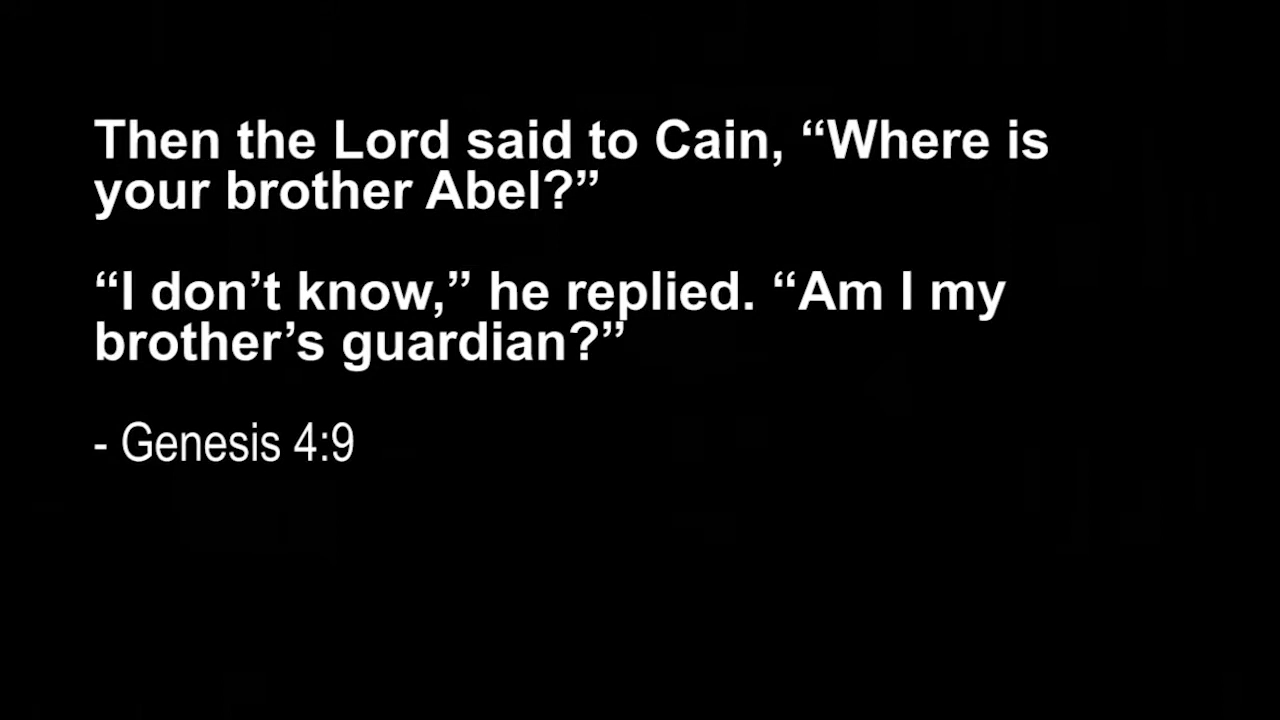 Then the Lord said to Cain, “Where is
your brother Abel?”
“I don’t know,” he replied. “Am I my
brother’s guardian?”
- Genesis 4:9